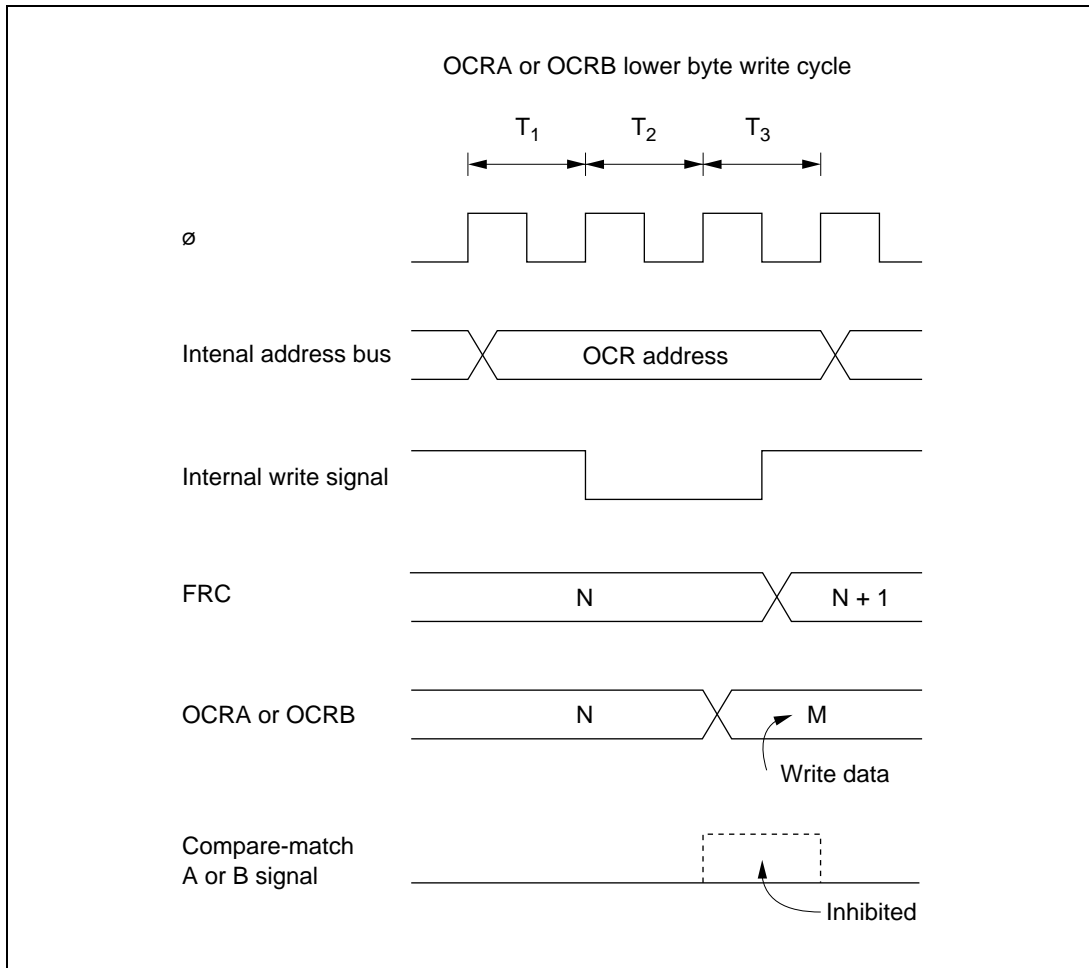 OCRA or OCRB lower byte write cycle
T1 T2 T3
ø
Intenal address bus OCR address
Internal write signal
FRC N N + 1
OCRA or OCRB N M
Write data
Compare-match
A or B signal
Inhibited